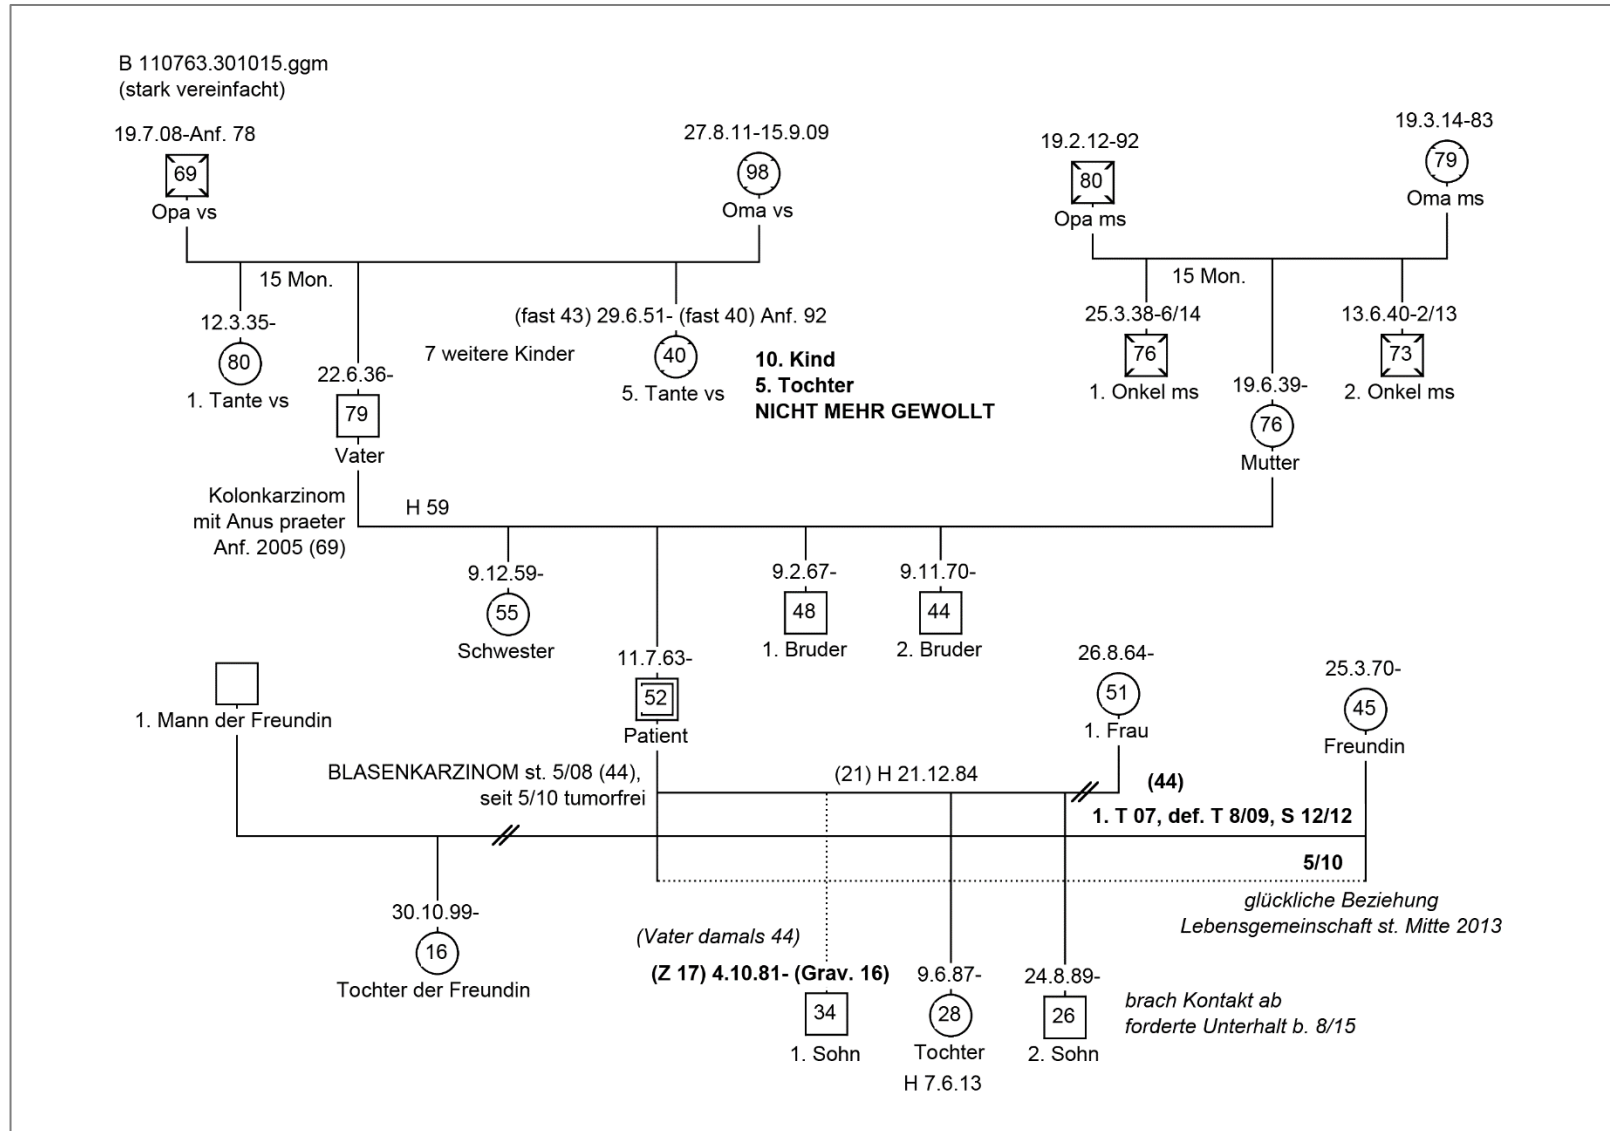 B 110763.301015.ggm
(stark vereinfacht)
19.7.08-Anf. 78
69
Opa vs
27.8.11-15.9.09
98
Oma vs
19.2.12-92
80
Opa ms
19.3.14-83
79
Oma ms
15 Mon.
12.3.35-
80
1. Tante vs
22.6.36-
79
Vater
7 weitere Kinder
(fast 43) 29.6.51- (fast 40) Anf. 92
40
5. Tante vs
10. Kind
5. Tochter
NICHT MEHR GEWOLLT
15 Mon.
25.3.38-6/14
76
1. Onkel ms
19.6.39-
76
Mutter
13.6.40-2/13
73
2. Onkel ms
Kolonkarzinom
mit Anus praeter
Anf. 2005 (69)
H 59
9.12.59-
55
Schwester
11.7.63-
52
Patient
9.2.67-
48
1. Bruder
9.11.70-
44
2. Bruder
26.8.64-
51
1. Frau
25.3.70-
45
Freundin
1. Mann der Freundin
BLASENKARZINOM st. 5/08 (44),
seit 5/10 tumorfrei
(21) H 21.12.84
(44)
1. T 07, def. T 8/09, S 12/12
5/10
glückliche Beziehung
Lebensgemeinschaft st. Mitte 2013
30.10.99-
16
Tochter der Freundin
(Vater damals 44)
(Z 17) 4.10.81- (Grav. 16)
34
1. Sohn
9.6.87-
28
Tochter
H 7.6.13
24.8.89-
26
2. Sohn
brach Kontakt ab
forderte Unterhalt b. 8/15